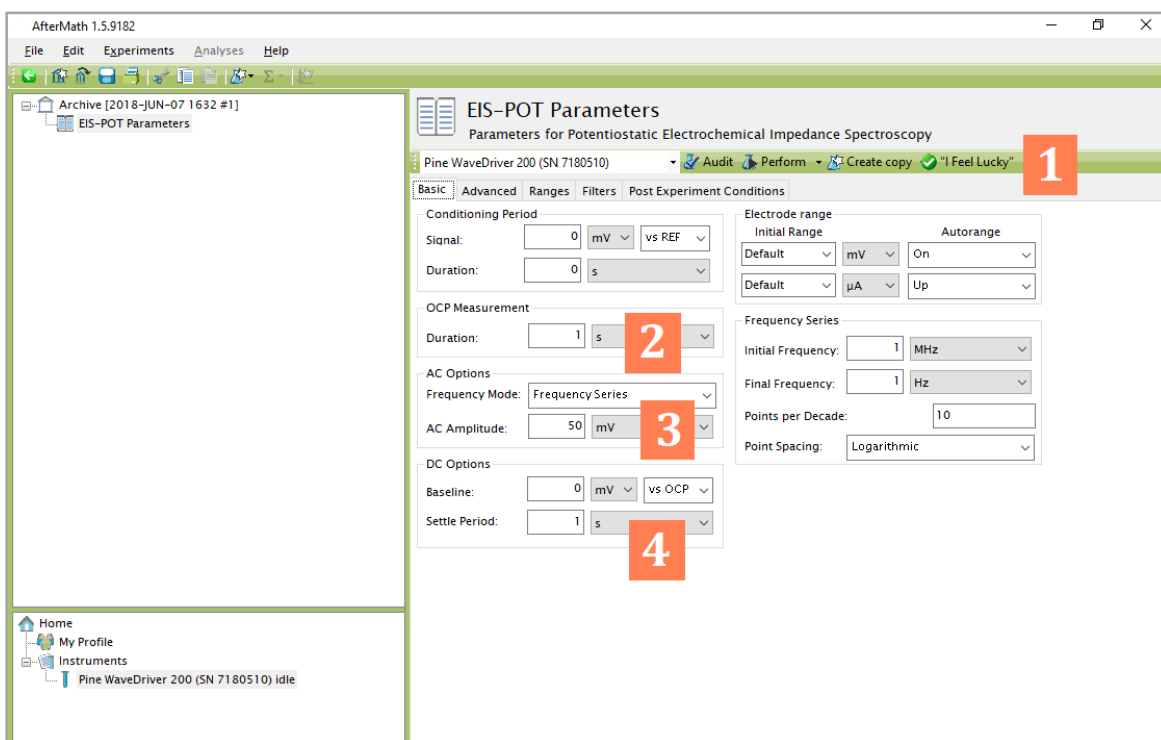 AfterMath 1.5.9182
File Edit Experiments Analyses Help
Archive [2018-JUN-07 1632 #1]
EIS-POT Parameters
EIS-POT Parameters
Parameters for Potentiostatic Electrochemical Impedance Spectroscopy
Pine WaveDriver 200 (SN 7180510) Audit Perform Create copy "I Feel Lucky" 1
Basic Advanced Ranges Filters Post Experiment Conditions
Conditioning Period
Signal: 0 mV vs REF
Duration: 0 s
OCP Measurement
Duration: 1 s 2
AC Options
Frequency Mode: Frequency Series
AC Amplitude: 50 mV 3
DC Options
Baseline: 0 mV vs OCP
Settle Period: 1 s 4
Electrode range
Initial Range Autorange
Default mV On
Default µA Up
Frequency Series
Initial Frequency: 1 MHz
Final Frequency: 1 Hz
Points per Decade: 10
Point Spacing: Logarithmic
Home
My Profile
Instruments
Pine WaveDriver 200 (SN 7180510) idle